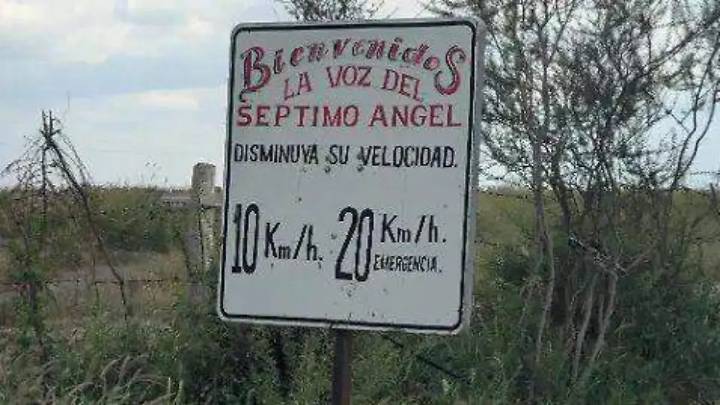 Bienvenidos
LA VOZ DEL
SEPTIMO ANGEL
DISMINUYA SU VELOCIDAD.
10 Km/h. 20 Km/h.
EMERGENCIA.